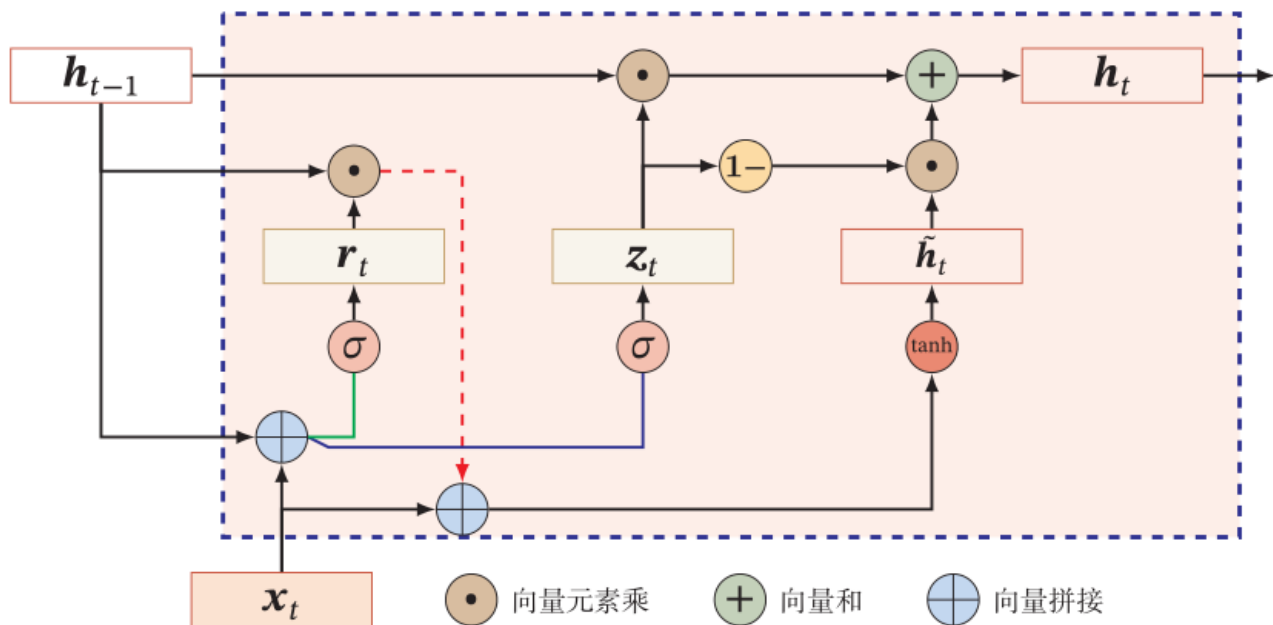 h_{t−1}
h_t
1−
r_t
z_t
h̃_t
σ
σ
tanh
x_t
向量元素乘
向量和
向量拼接